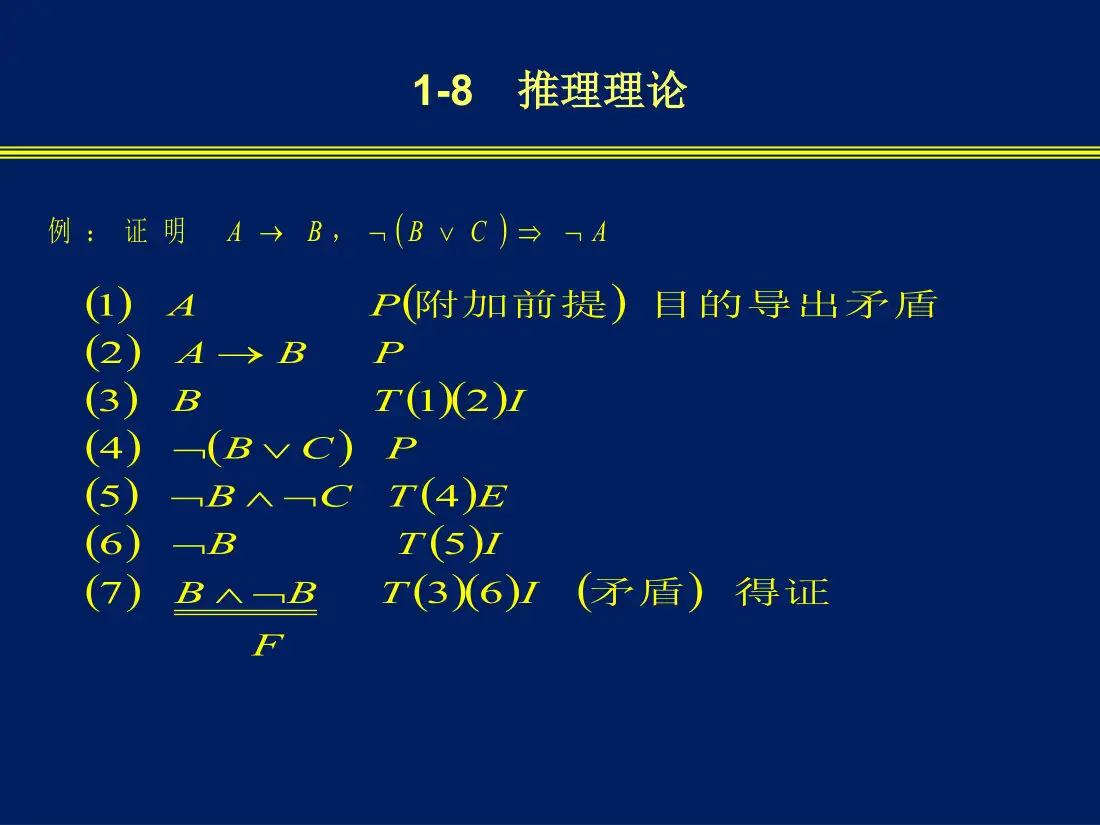 1-8 推理理论
例：证明 A → B，¬(B ∨ C) ⇒ ¬A
(1) A P(附加前提) 目的导出矛盾
(2) A → B P
(3) B T(1)(2)I
(4) ¬(B ∨ C) P
(5) ¬B ∧ ¬C T(4)E
(6) ¬B T(5)I
(7) B ∧ ¬B T(3)(6)I (矛盾) 得证
F